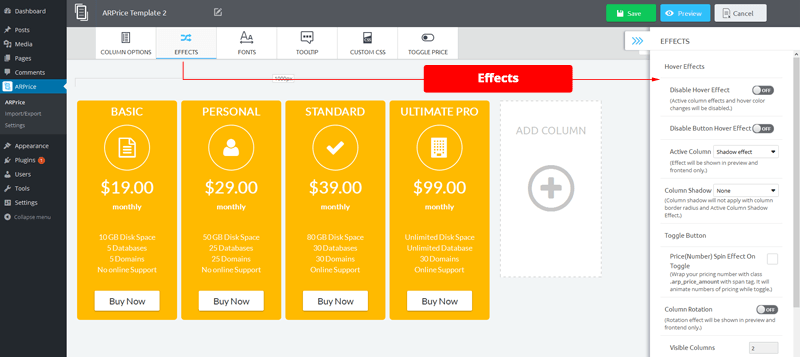 Dashboard
Posts
Media
Pages
Comments
ARPrice
ARPrice
Import/Export
Settings
Appearance
Plugins 1
Users
Tools
Settings
Collapse menu
ARPrice Template 2
Save
Preview
Cancel
COLUMN OPTIONS
EFFECTS
FONTS
TOOLTIP
CSS
CUSTOM CSS
TOGGLE PRICE
1000px
Effects
BASIC
$19.00
monthly
10 GB Disk Space
5 Databases
5 Domains
No online Support
Buy Now
PERSONAL
$29.00
monthly
50 GB Disk Space
25 Databases
25 Domains
No online Support
Buy Now
STANDARD
$39.00
monthly
80 GB Disk Space
30 Databases
30 Domains
Online Support
Buy Now
ULTIMATE PRO
$99.00
monthly
Unlimited Disk Space
Unlimited Database
30 Domains
Online Support
Buy Now
ADD COLUMN
EFFECTS
Hover Effects
Disable Hover Effect OFF
(Active column effects and hover color
changes will be disabled.)
Disable Button Hover Effect OFF
Active Column Shadow effect
(Effect will be shown in preview and
frontend only.)
Column Shadow None
(Column shadow will not apply with column
border radius and Active Column Shadow
Effect.)
Toggle Button
Price(Number) Spin Effect On
Toggle
(Wrap your pricing number with class
.arp_price_amount with span tag. It will
animate numbers of pricing while toggle.)
Column Rotation OFF
(Rotation effect will be shown in preview and
frontend only.)
Visible Columns 2